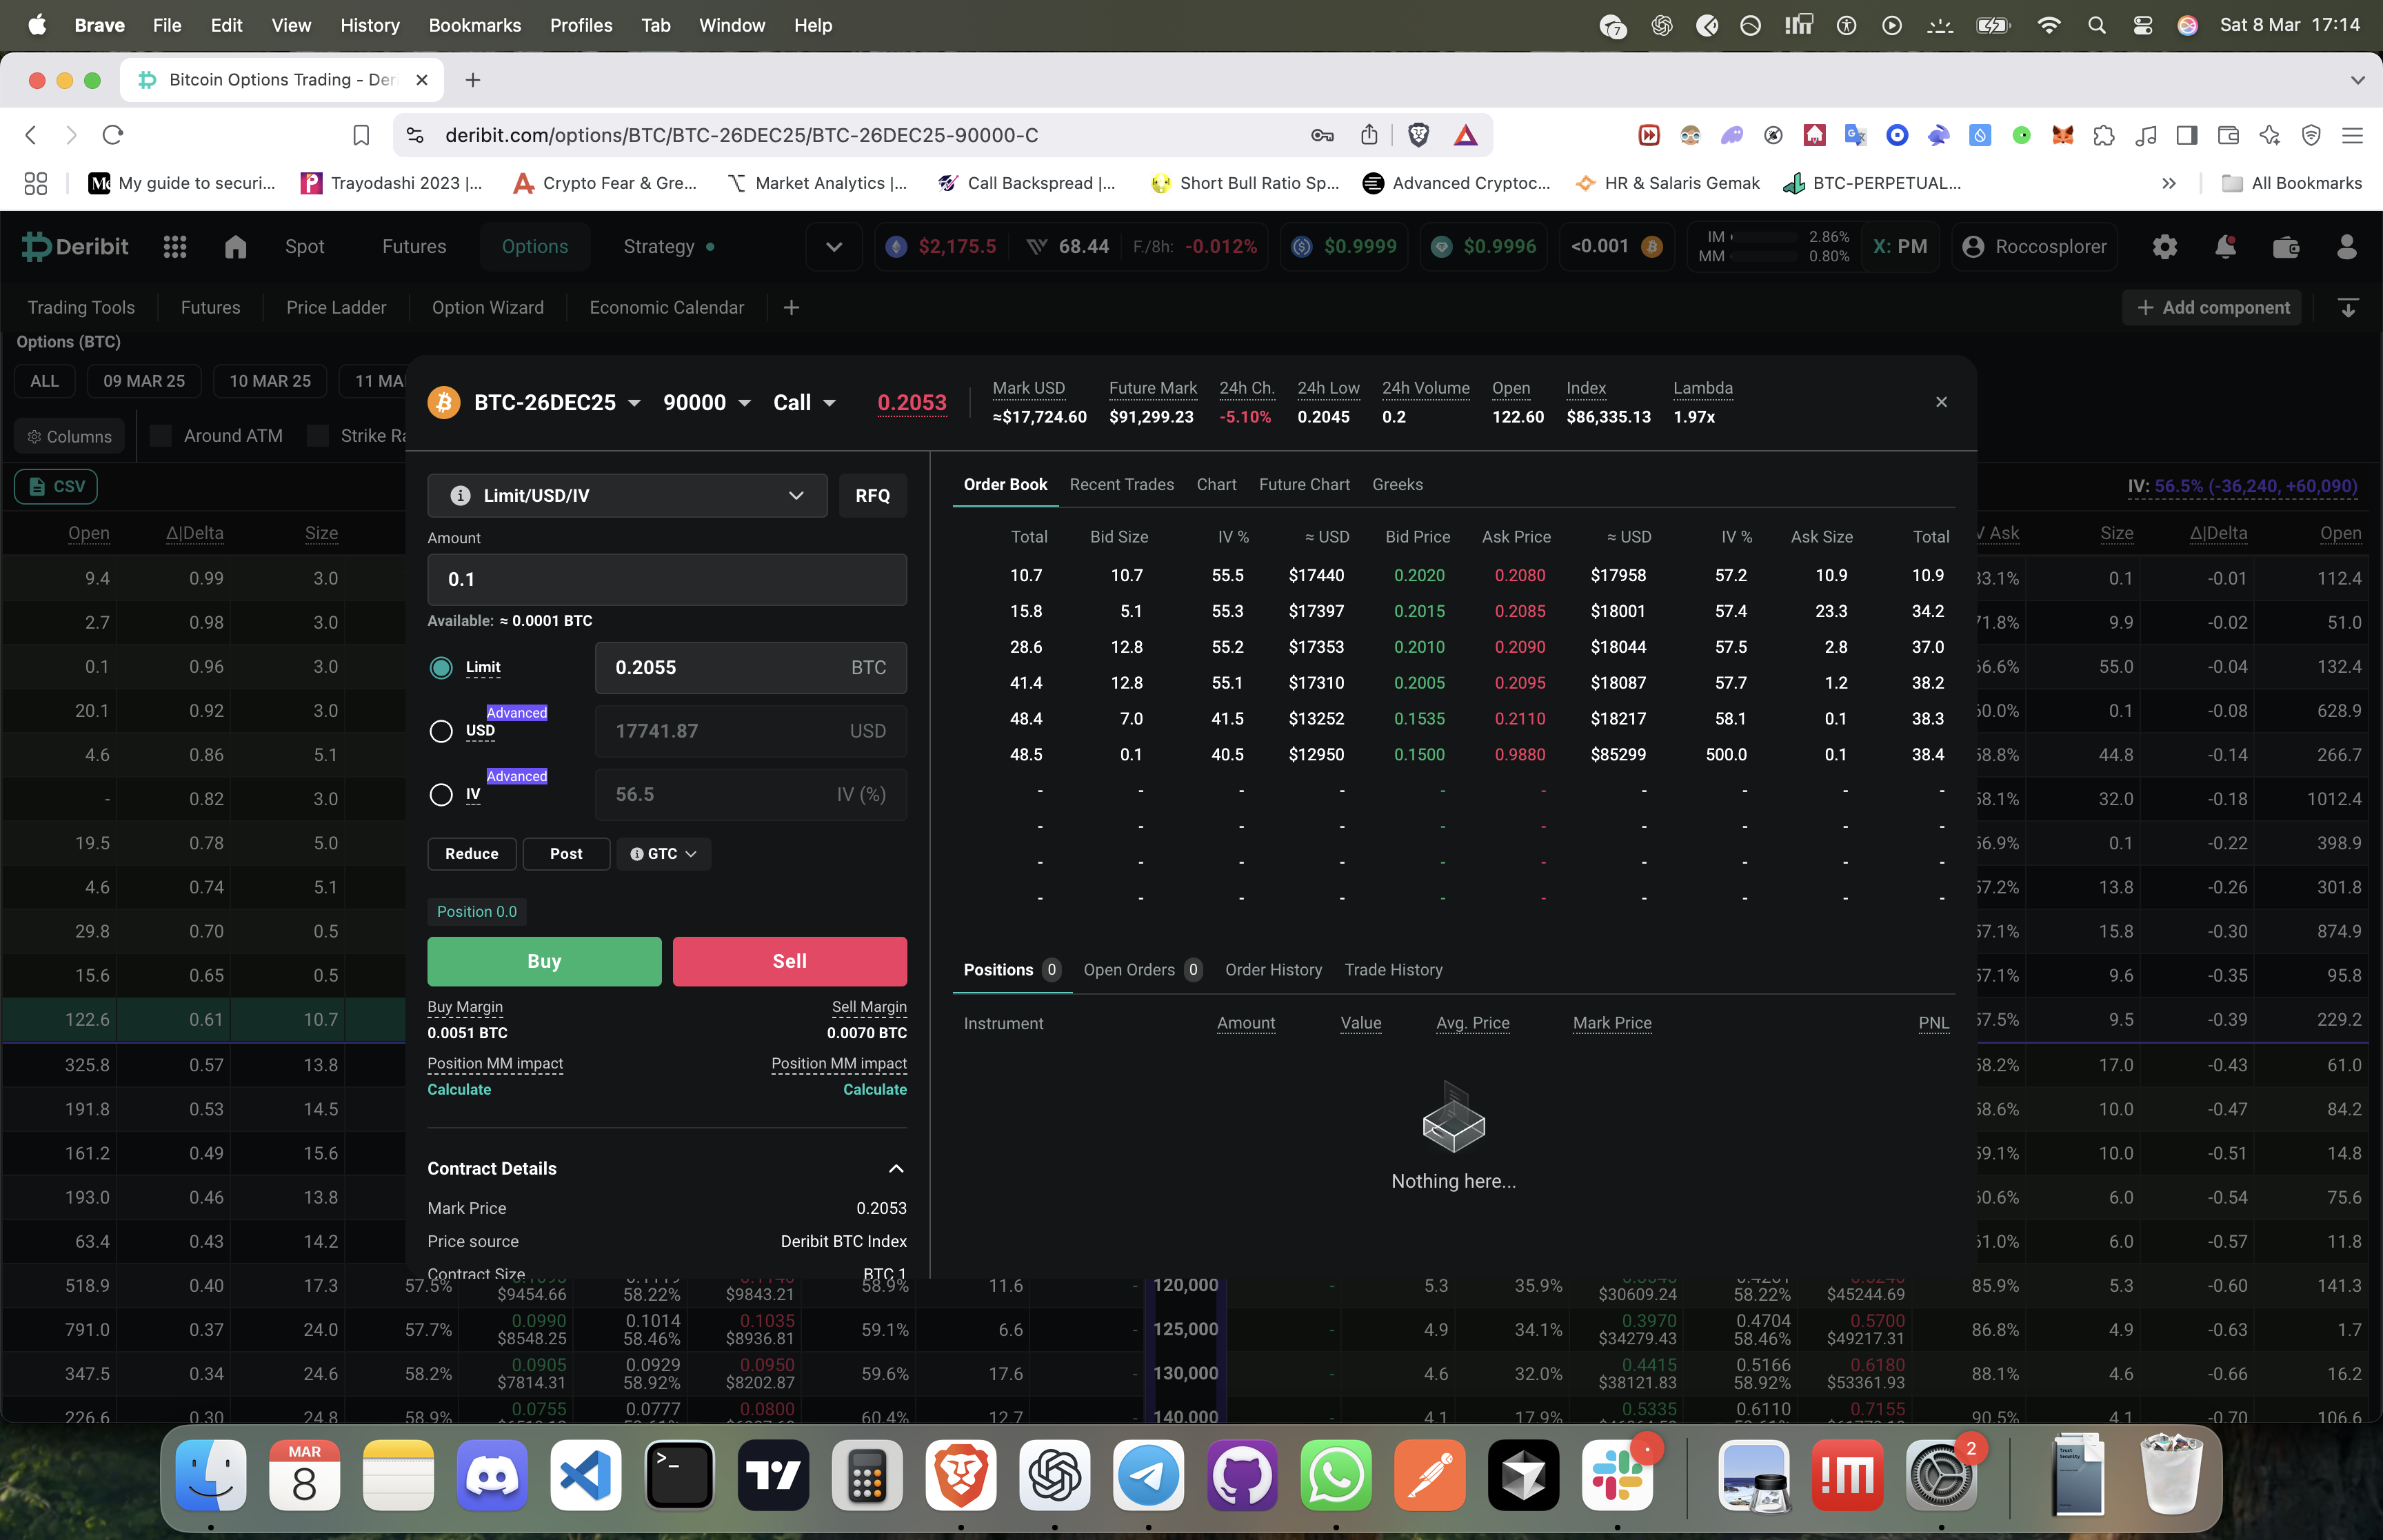 Brave File Edit View History Bookmarks Profiles Tab Window Help 7 Sat 8 Mar 17:14
Bitcoin Options Trading - Der
deribit.com/options/BTC/BTC-26DEC25/BTC-26DEC25-90000-C
My guide to securi... Trayodashi 2023 |... Crypto Fear & Gre... Market Analytics |... Call Backspread |... Short Bull Ratio Sp... Advanced Cryptoc... HR & Salaris Gemak BTC-PERPETUAL... All Bookmarks
Deribit Spot Futures Options Strategy $2,175.5 68.44 F./8h: -0.012% $0.9999 $0.9996 <0.001 IM 2.86% X: PM Roccosplorer
MM 0.80%
Trading Tools Futures Price Ladder Option Wizard Economic Calendar + Add component
Options (BTC)
ALL 09 MAR 25 10 MAR 25 11 MA
Columns Around ATM Strike Ra
CSV IV: 56.5% (-36,240, +60,090)
BTC-26DEC25 90000 Call 0.2053
Mark USD Future Mark 24h Ch. 24h Low 24h Volume Open Index Lambda
≈$17,724.60 $91,299.23 -5.10% 0.2045 0.2 122.60 $86,335.13 1.97x
Limit/USD/IV RFQ
Amount
0.1
Available: ≈ 0.0001 BTC
Limit 0.2055 BTC
Advanced
USD 17741.87 USD
Advanced
IV 56.5 IV (%)
Reduce Post GTC
Position 0.0
Buy Sell
Buy Margin Sell Margin
0.0051 BTC 0.0070 BTC
Position MM impact Position MM impact
Calculate Calculate
Contract Details
Mark Price 0.2053
Price source Deribit BTC Index
Contract Size BTC 1
Order Book Recent Trades Chart Future Chart Greeks
Total Bid Size IV % ≈ USD Bid Price Ask Price ≈ USD IV % Ask Size Total
10.7 10.7 55.5 $17440 0.2020 0.2080 $17958 57.2 10.9 10.9
15.8 5.1 55.3 $17397 0.2015 0.2085 $18001 57.4 23.3 34.2
28.6 12.8 55.2 $17353 0.2010 0.2090 $18044 57.5 2.8 37.0
41.4 12.8 55.1 $17310 0.2005 0.2095 $18087 57.7 1.2 38.2
48.4 7.0 41.5 $13252 0.1535 0.2110 $18217 58.1 0.1 38.3
48.5 0.1 40.5 $12950 0.1500 0.9880 $85299 500.0 0.1 38.4
- - - - - - - - - -
- - - - - - - - - -
- - - - - - - - - -
- - - - - - - - - -
Positions 0 Open Orders 0 Order History Trade History
Instrument Amount Value Avg. Price Mark Price PNL
Nothing here...
Open Δ|Delta Size
9.4 0.99 3.0
2.7 0.98 3.0
0.1 0.96 3.0
20.1 0.92 3.0
4.6 0.86 5.1
- 0.82 3.0
19.5 0.78 5.0
4.6 0.74 5.1
29.8 0.70 0.5
15.6 0.65 0.5
122.6 0.61 10.7
325.8 0.57 13.8
191.8 0.53 14.5
161.2 0.49 15.6
193.0 0.46 13.8
63.4 0.43 14.2
V Ask Size Δ|Delta Open
33.1% 0.1 -0.01 112.4
71.8% 9.9 -0.02 51.0
66.6% 55.0 -0.04 132.4
60.0% 0.1 -0.08 628.9
58.8% 44.8 -0.14 266.7
58.1% 32.0 -0.18 1012.4
56.9% 0.1 -0.22 398.9
57.2% 13.8 -0.26 301.8
57.1% 15.8 -0.30 874.9
57.1% 9.6 -0.35 95.8
57.5% 9.5 -0.39 229.2
58.2% 17.0 -0.43 61.0
58.6% 10.0 -0.47 84.2
59.1% 10.0 -0.51 14.8
60.6% 6.0 -0.54 75.6
61.0% 6.0 -0.57 11.8
518.9 0.40 17.3 57.5% $9454.66 58.22% $9843.21 58.9% 11.6 - 120,000 - 5.3 35.9% $30609.24 58.22% $45244.69 85.9% 5.3 -0.60 141.3
0.0990 0.1014 0.1035 0.3970 0.4704 0.5700
791.0 0.37 24.0 57.7% $8548.25 58.46% $8936.81 59.1% 6.6 - 125,000 - 4.9 34.1% $34279.43 58.46% $49217.31 86.8% 4.9 -0.63 1.7
0.0905 0.0929 0.0950 0.4415 0.5166 0.6180
347.5 0.34 24.6 58.2% $7814.31 58.92% $8202.87 59.6% 17.6 - 130,000 - 4.6 32.0% $38121.83 58.92% $53361.93 88.1% 4.6 -0.66 16.2
0.0755 0.0777 0.0800 0.5335 0.6110 0.7155
226.6 0.30 24.8 58.9% 60.4% 12.7 - 140,000 - 4.1 17.9% 90.5% 4.1 -0.70 106.6
MAR
8
2